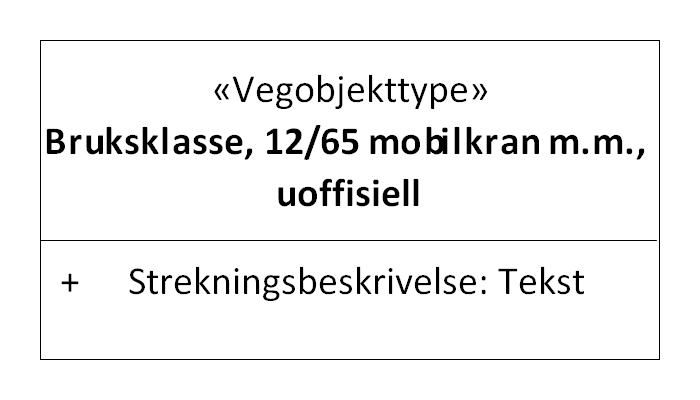 «Vegobjekttype»
Bruksklasse, 12/65 mobilkran m.m.,
uoffisiell
+ Strekningsbeskrivelse: Tekst